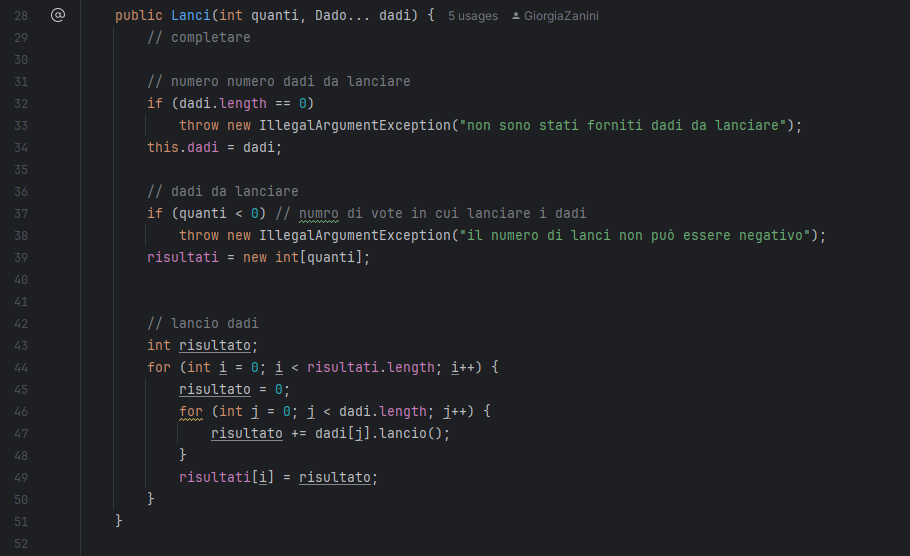 28 @ public Lanci(int quanti, Dado... dadi) { 5 usages GiorgiaZanini
29 // completare
30
31 // numero numero dadi da lanciare
32 if (dadi.length == 0)
33 throw new IllegalArgumentException("non sono stati forniti dadi da lanciare");
34 this.dadi = dadi;
35
36 // dadi da lanciare
37 if (quanti < 0) // numro di vote in cui lanciare i dadi
38 throw new IllegalArgumentException("il numero di lanci non può essere negativo");
39 risultati = new int[quanti];
40
41
42 // lancio dadi
43 int risultato;
44 for (int i = 0; i < risultati.length; i++) {
45 risultato = 0;
46 for (int j = 0; j < dadi.length; j++) {
47 risultato += dadi[j].lancio();
48 }
49 risultati[i] = risultato;
50 }
51 }
52